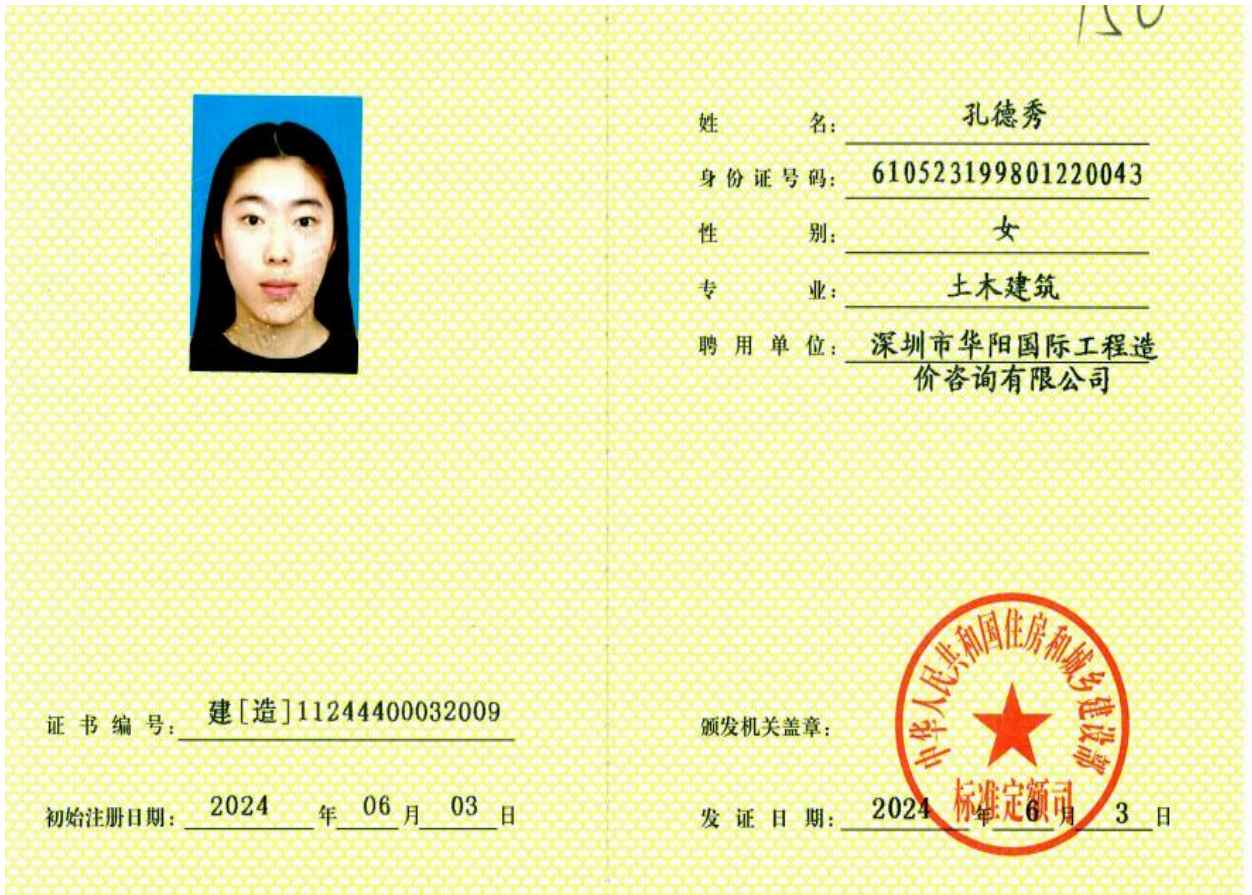 150
姓名：孔德秀
身份证号码：610523199801220043
性别：女
专业：土木建筑
聘用单位：深圳市华阳国际工程造
价咨询有限公司
证书编号：建[造]11244400032009
初始注册日期：2024年06月03日
颁发机关盖章：
中华人民共和国住房和城乡建设部
标准定额司
发证日期：2024年6月3日